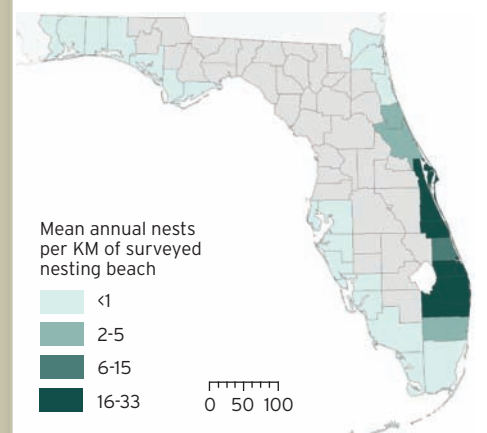 Mean annual nests
per KM of surveyed
nesting beach
<1
2-5
6-15
16-33
0 50 100